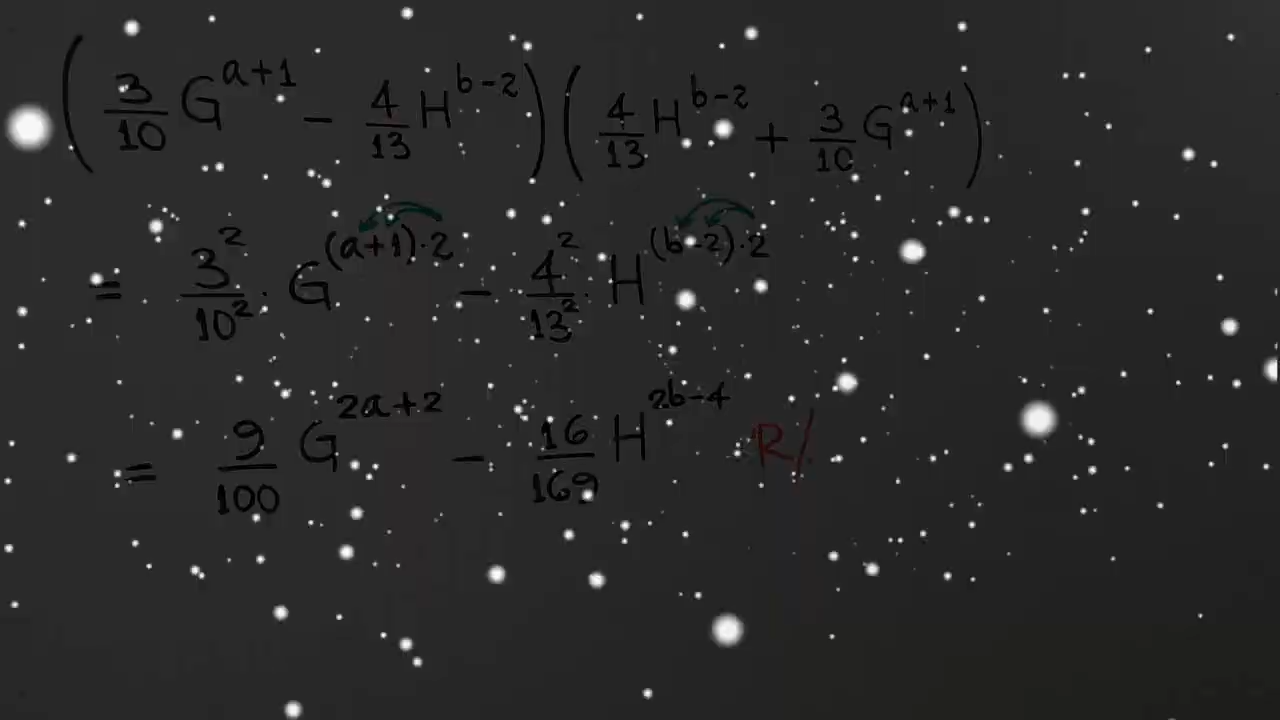 (3/10 G^(a+1) - 4/13 H^(b-2))(4/13 H^(b-2) + 3/10 G^(a+1))
= 3²/10² · G^((a+1)·2) - 4²/13² · H^((b-2)·2)
= 9/100 G^(2a+2) - 16/169 H^(2b-4) R/